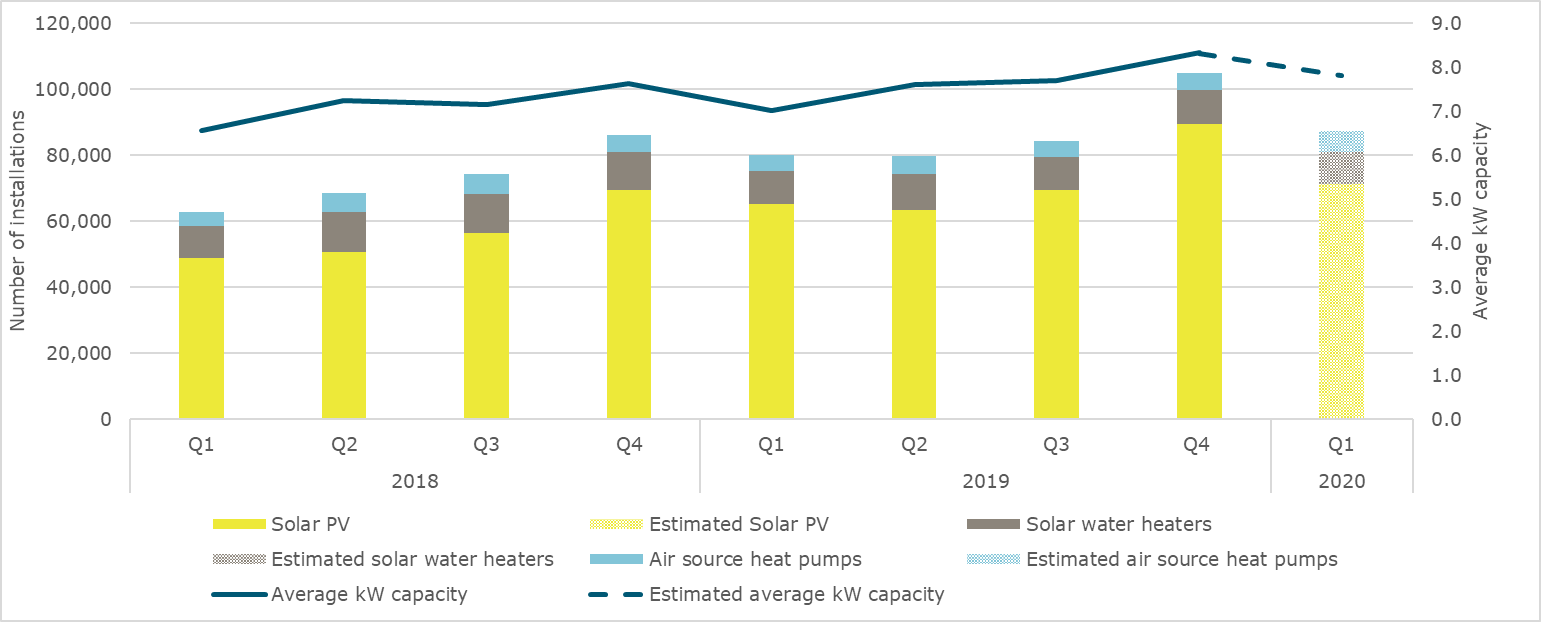 120,000
100,000
80,000
60,000
40,000
20,000
0
Number of installations
9.0
8.0
7.0
6.0
5.0
4.0
3.0
2.0
1.0
0.0
Average kW capacity
Q1 Q2 Q3 Q4 Q1 Q2 Q3 Q4 Q1
2018 2019 2020
Solar PV Estimated Solar PV Solar water heaters
Estimated solar water heaters Air source heat pumps Estimated air source heat pumps
Average kW capacity Estimated average kW capacity